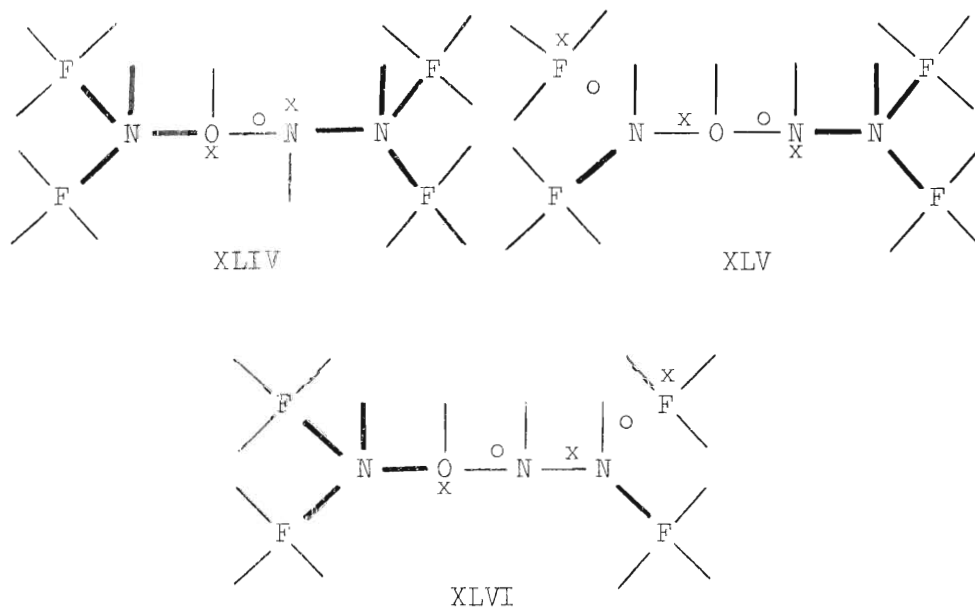 x
F F x F F
o
o x x o
N O N N N O N N
x x
F F F F
XLIV XLV
x
F F
o
o x
N O N N
x
F F
XLVI